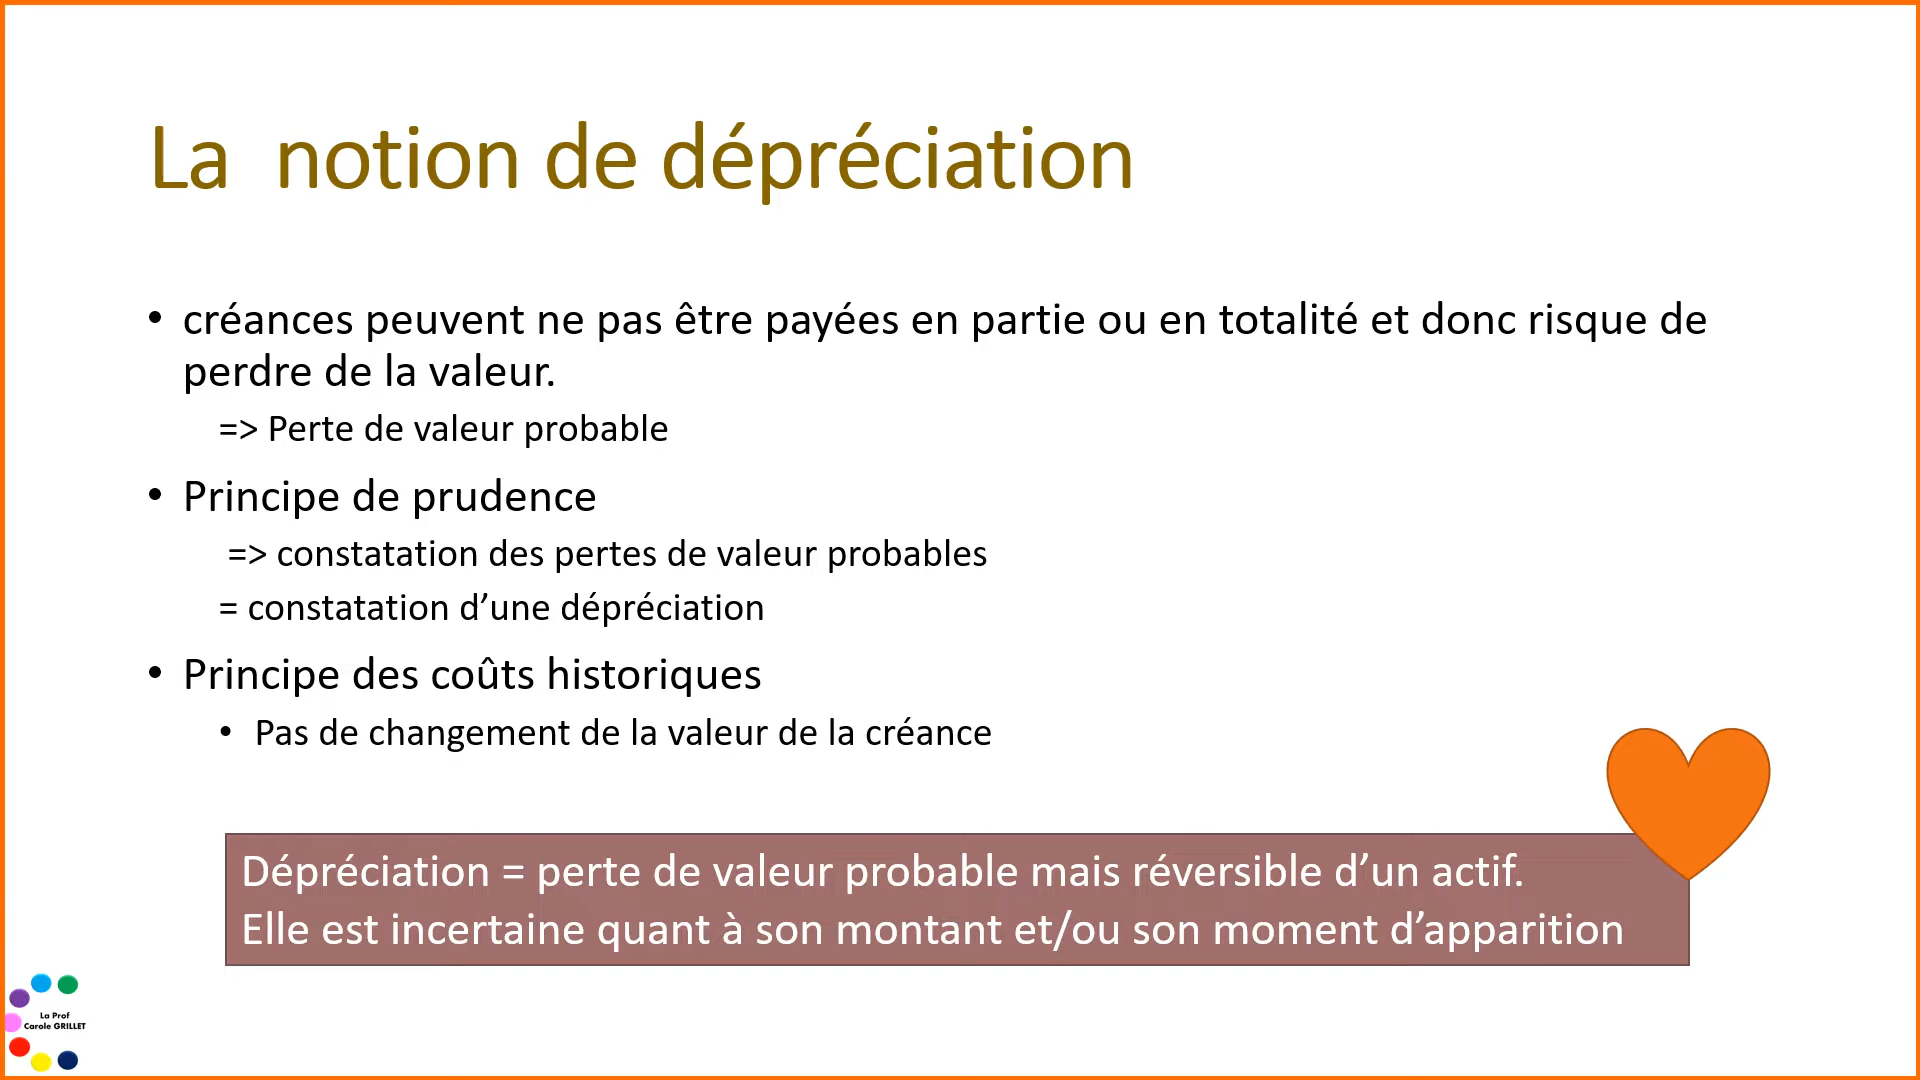 La  notion de dépréciation
• créances peuvent ne pas être payées en partie ou en totalité et donc risque de
perdre de la valeur.
=> Perte de valeur probable
• Principe de prudence
=> constatation des pertes de valeur probables
= constatation d’une dépréciation
• Principe des coûts historiques
• Pas de changement de la valeur de la créance
Dépréciation = perte de valeur probable mais réversible d’un actif.
Elle est incertaine quant à son montant et/ou son moment d’apparition
La Prof
Carole GRILLET